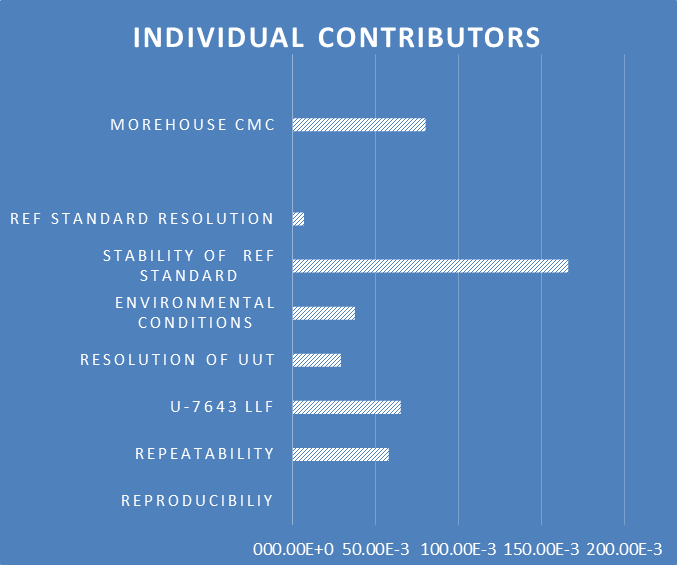 INDIVIDUAL CONTRIBUTORS
MOREHOUSE CMC
REF STANDARD RESOLUTION
STABILITY OF REF
STANDARD
ENVIRONMENTAL
CONDITIONS
RESOLUTION OF UUT
U-7643 LLF
REPEATABILITY
REPRODUCIBILIY
000.00E+0 50.00E-3 100.00E-3 150.00E-3 200.00E-3